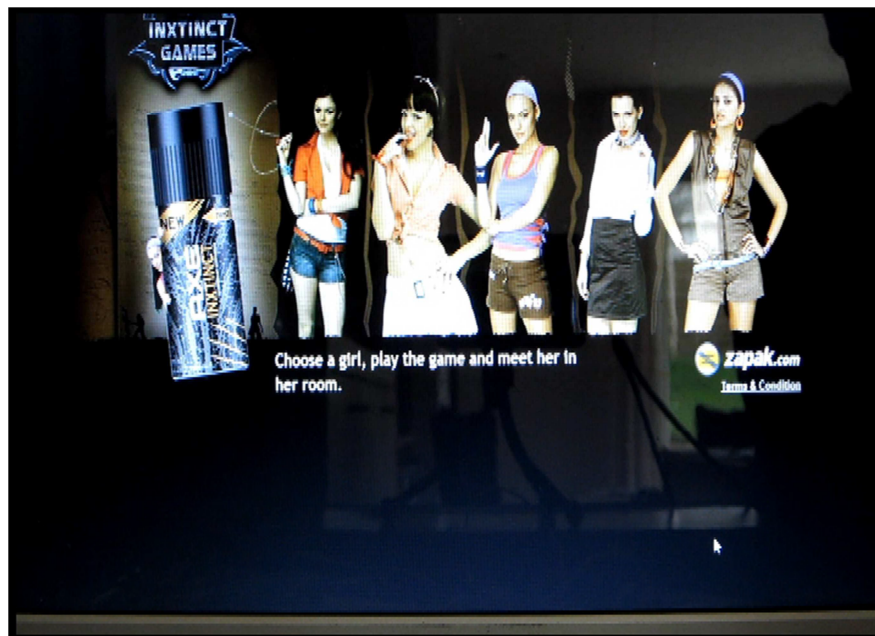 INXTINCT
GAMES
NEW
AXE
INXTINCT
Choose a girl, play the game and meet her in
her room.
zapak.com
Terms & Condition